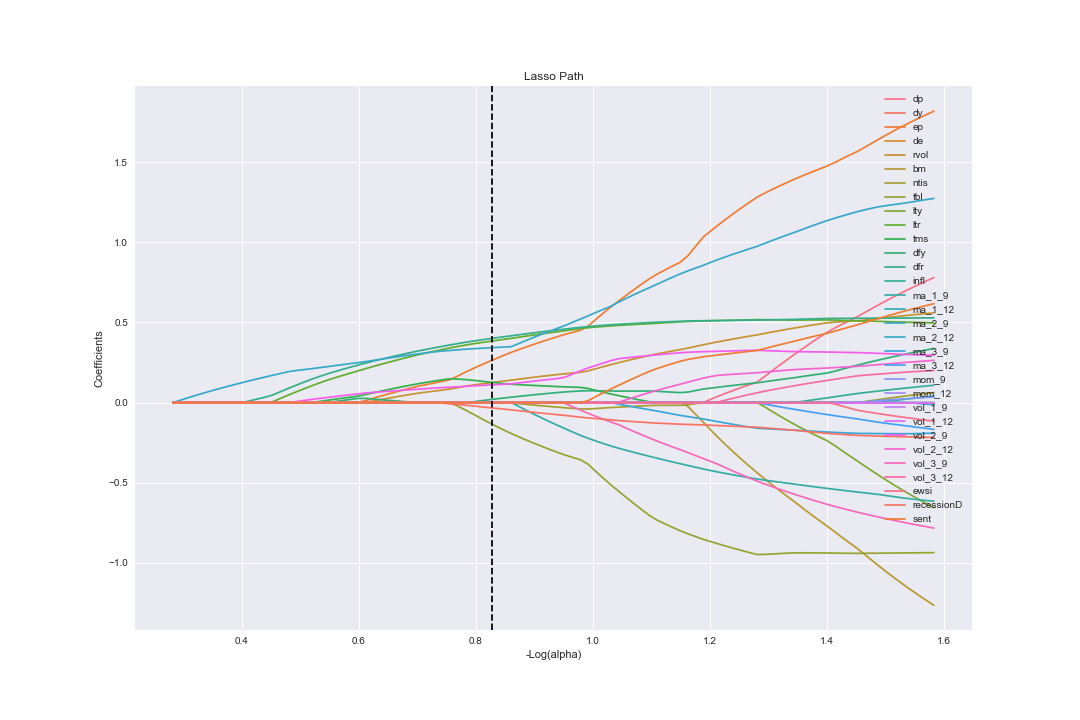 Lasso Path
Coefficients
1.5
1.0
0.5
0.0
−0.5
−1.0
0.4
0.6
0.8
1.0
1.2
1.4
1.6
-Log(alpha)
dp
dy
ep
de
rvol
bm
ntis
tbl
lty
ltr
tms
dfy
dfr
infl
ma_1_9
ma_1_12
ma_2_9
ma_2_12
ma_3_9
ma_3_12
mom_9
mom_12
vol_1_9
vol_1_12
vol_2_9
vol_2_12
vol_3_9
vol_3_12
ewsi
recessionD
sent